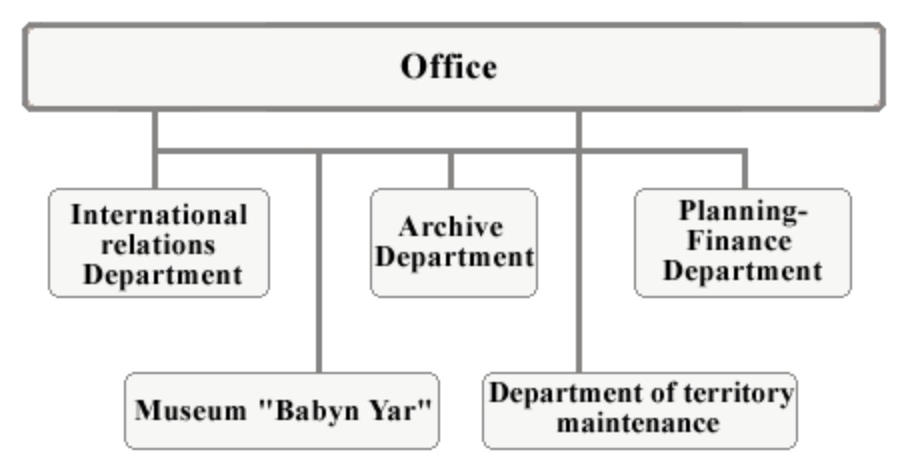 Office
International
relations
Department
Archive
Department
Planning-
Finance
Department
Museum "Babyn Yar"
Department of territory
maintenance